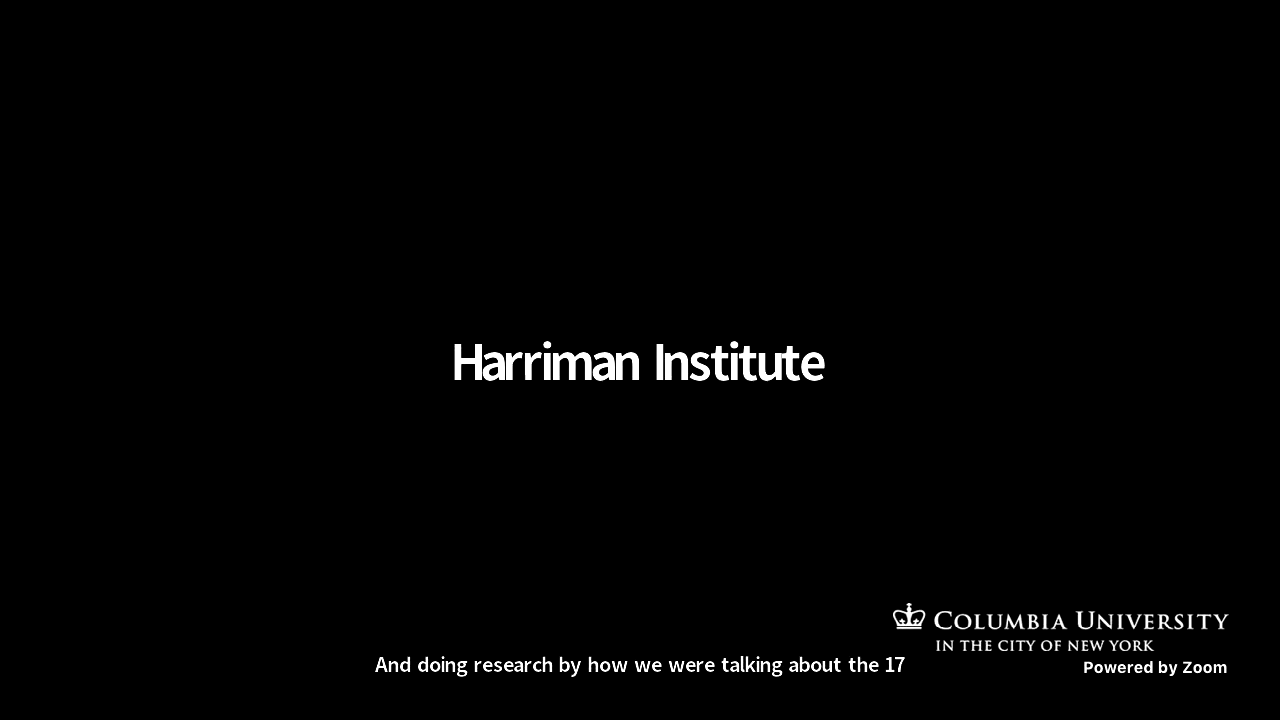 Harriman Institute
COLUMBIA UNIVERSITY
IN THE CITY OF NEW YORK
And doing research by how we were talking about the 17
Powered by Zoom